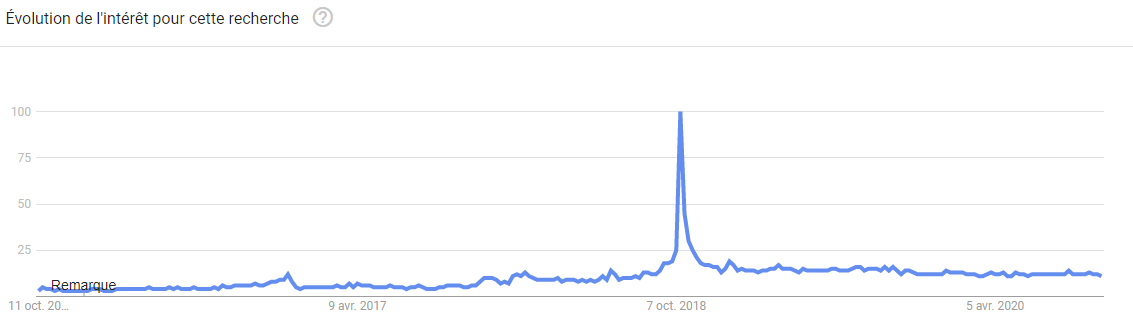 Évolution de l'intérêt pour cette recherche ?
100
75
50
25
Remarque
11 oct. 20... 9 avr. 2017 7 oct. 2018 5 avr. 2020